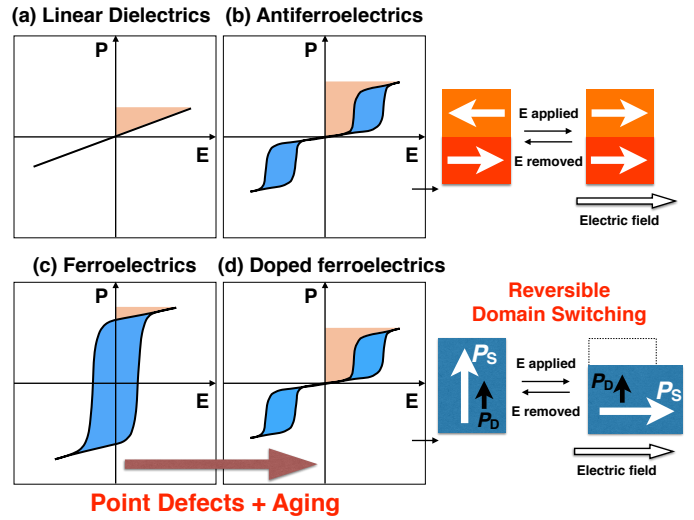 (a) Linear Dielectrics
P
E
(b) Antiferroelectrics
P
E
E applied
E removed
Electric field
(c) Ferroelectrics
P
E
(d) Doped ferroelectrics
P
E
Reversible
Domain Switching
PS
PD
E applied
E removed
PD
PS
Electric field
Point Defects + Aging